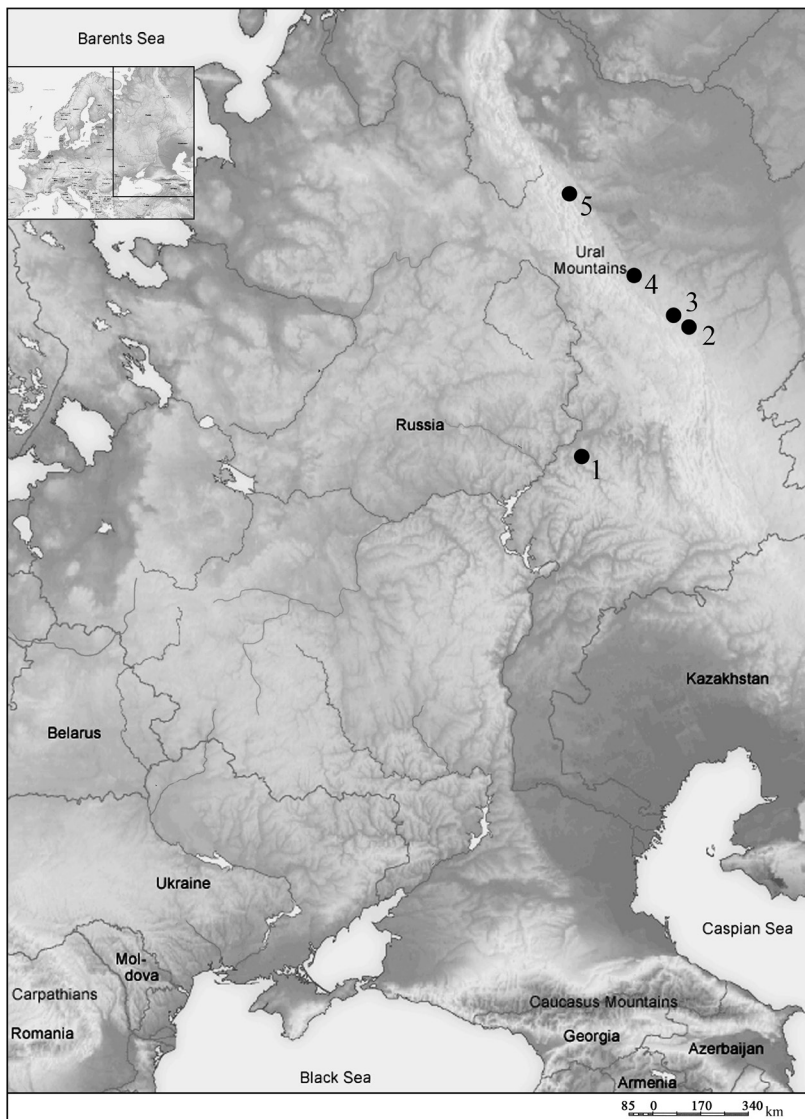 Barents Sea
5
Ural
Mountains
4
3
2
Russia
1
Kazakhstan
Belarus
Ukraine
Caspian Sea
Mol-
dova
Carpathians
Caucasus Mountains
Romania
Georgia
Azerbaijan
Black Sea
Armenia
85 0 170 340 km